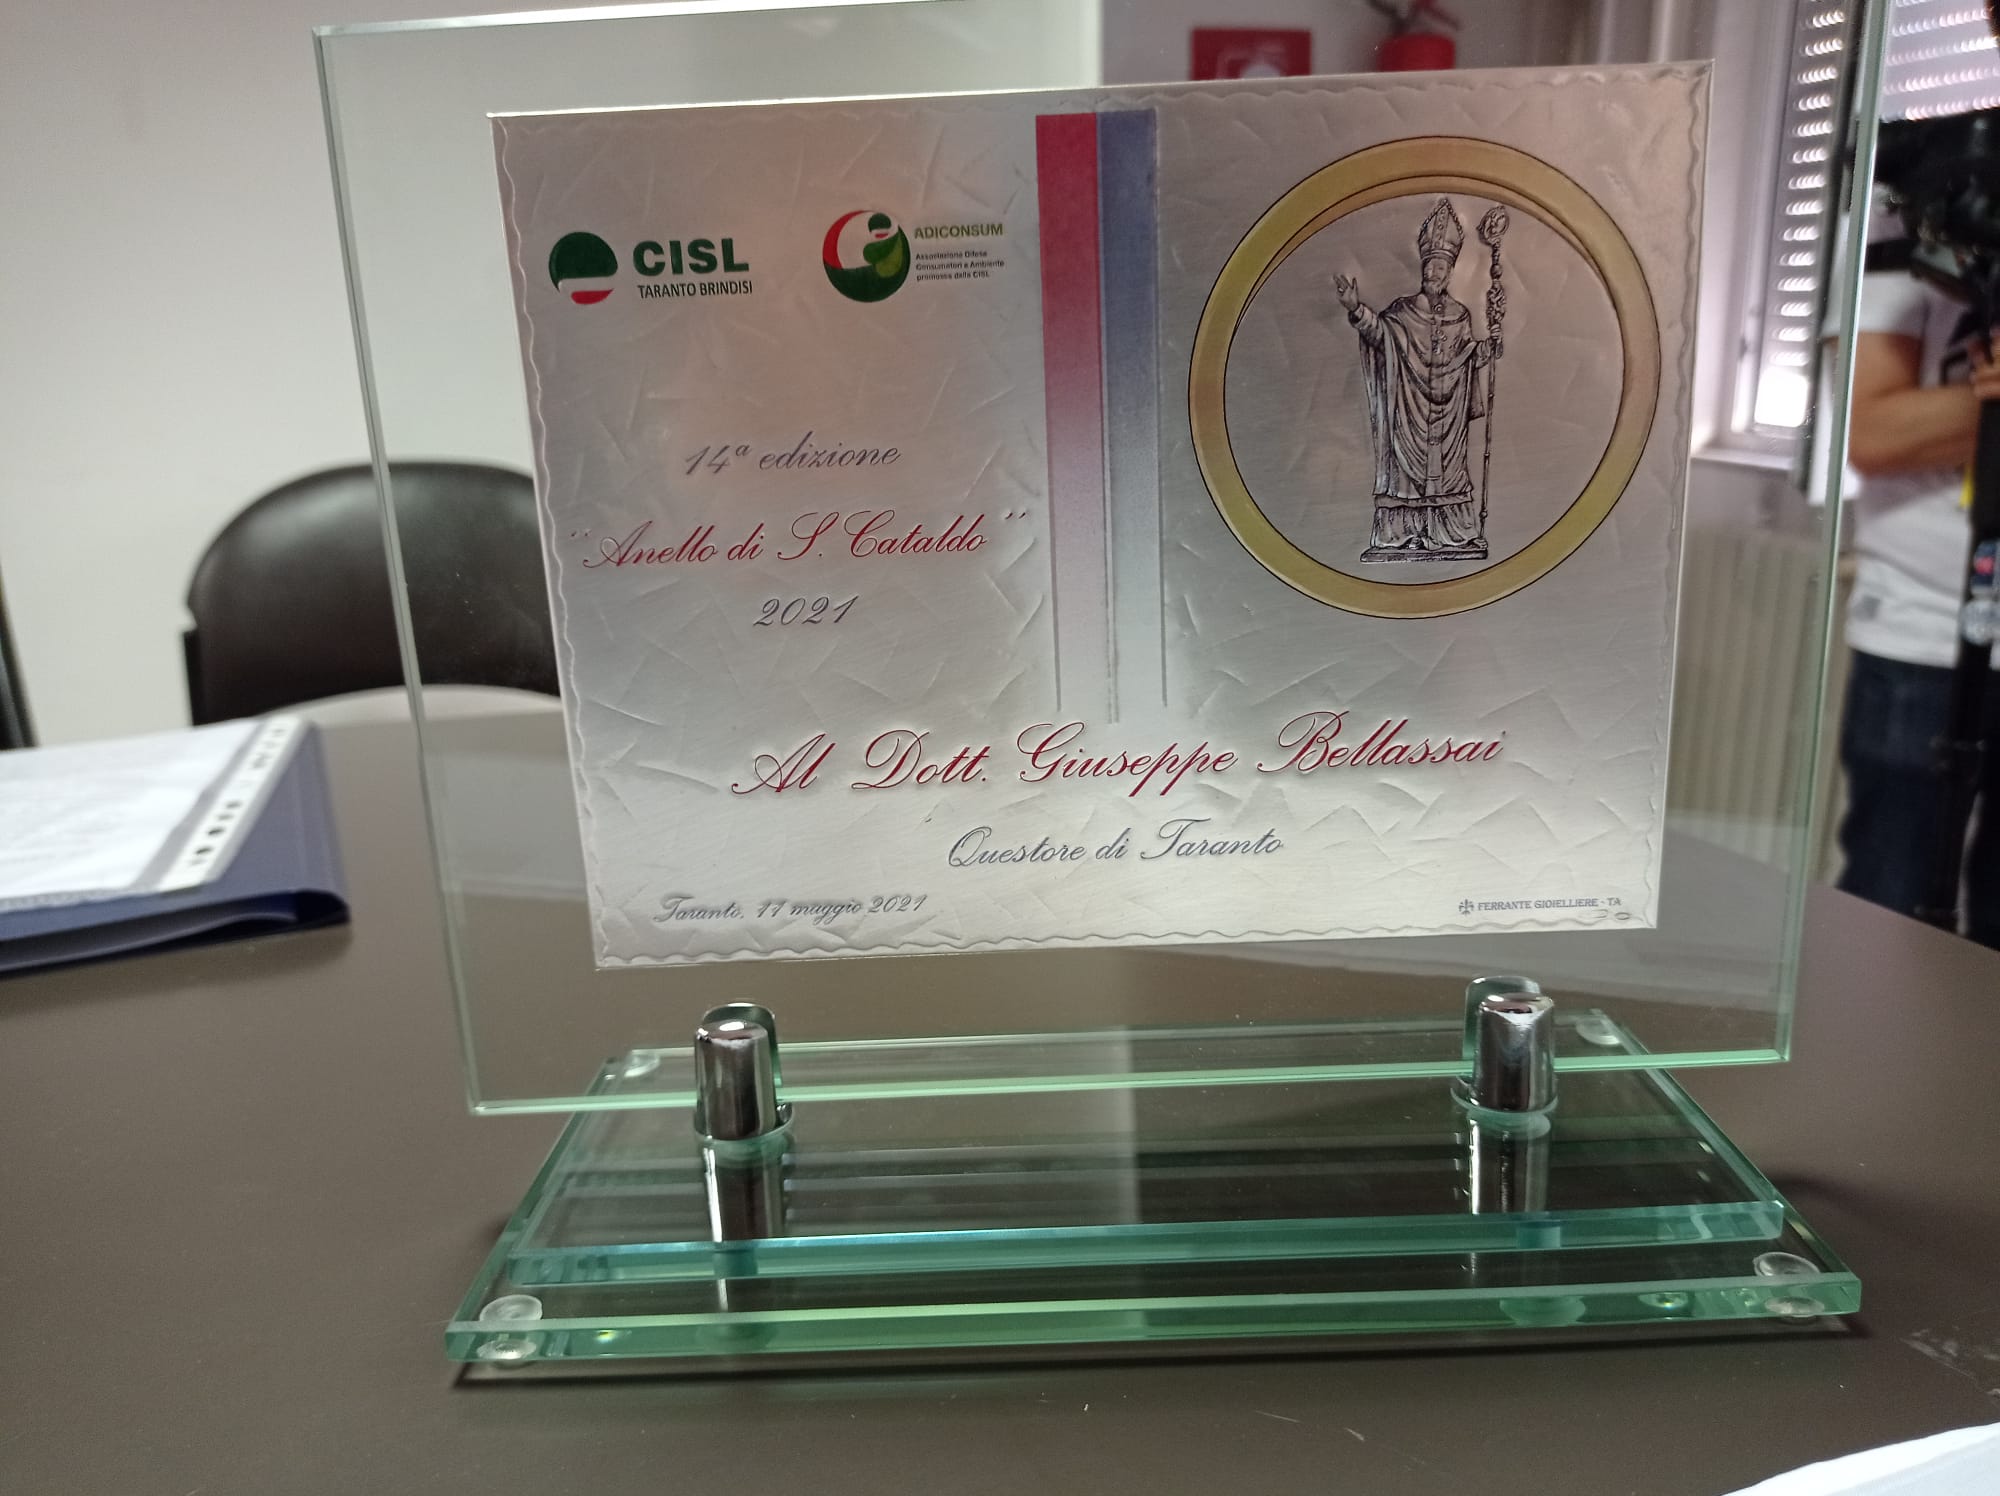 CISL
TARANTO BRINDISI
ADICONSUM
Associazione Difesa
Consumatori e Ambiente
promossa dalla CISL
14ª edizione
"Anello di S. Cataldo"
2021
Al Dott. Giuseppe Bellassai
Questore di Taranto
Taranto, 11 maggio 2021
FERRANTE GIOIELLIERE - TA